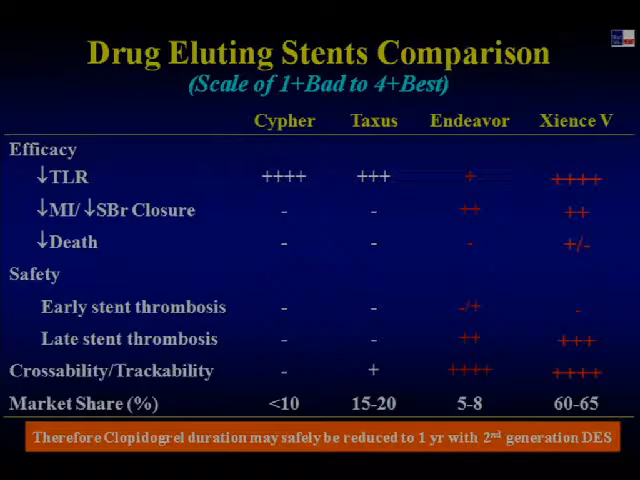 Drug Eluting Stents Comparison
(Scale of 1+Bad to 4+Best)
Cypher Taxus Endeavor Xience V
Efficacy
↓TLR ++++ +++ + ++++
↓MI/ ↓SBr Closure - - ++ ++
↓Death - - - +/-
Safety
Early stent thrombosis - - -/+ -
Late stent thrombosis - - ++ +++
Crossability/Trackability - + ++++ ++++
Market Share (%) <10 15-20 5-8 60-65
Therefore Clopidogrel duration may safely be reduced to 1 yr with 2nd generation DES